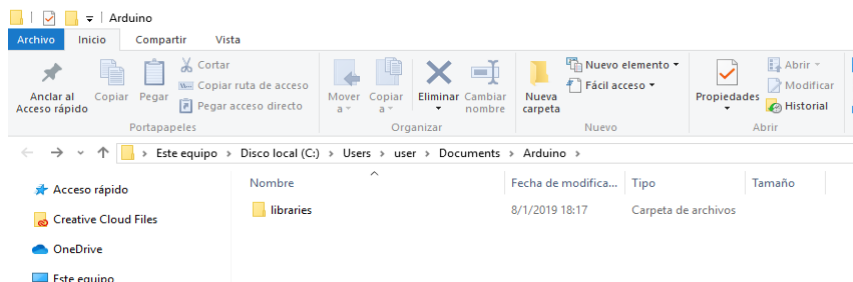 Arduino
Archivo Inicio Compartir Vista
Anclar al Acceso rápido
Copiar
Pegar
Cortar
Copiar ruta de acceso
Pegar acceso directo
Portapapeles
Mover a
Copiar a
Eliminar
Cambiar nombre
Organizar
Nueva carpeta
Nuevo elemento
Fácil acceso
Nuevo
Propiedades
Abrir
Modificar
Historial
Abrir
Este equipo > Disco local (C:) > Users > user > Documents > Arduino >
Acceso rápido
Creative Cloud Files
OneDrive
Este equipo
Nombre Fecha de modifica... Tipo Tamaño
libraries 8/1/2019 18:17 Carpeta de archivos